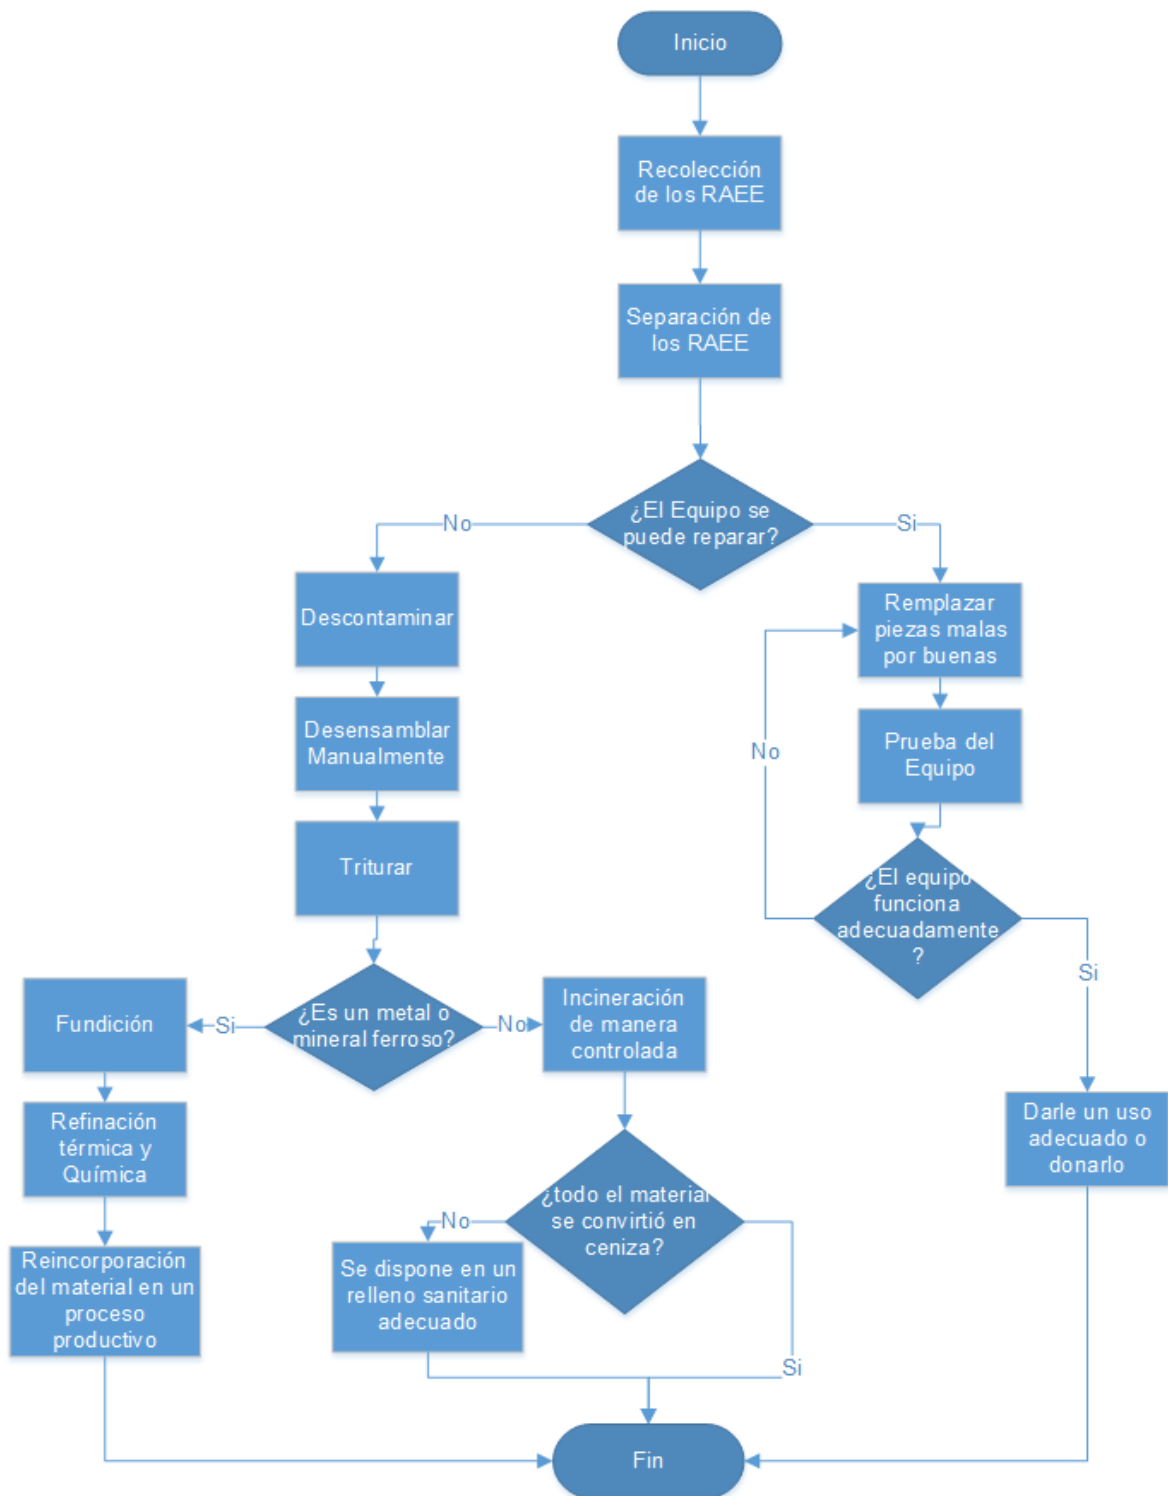 Inicio
Recolección
de los RAEE
Separación de
los RAEE
¿El Equipo se
puede reparar?
No
Si
Descontaminar
Remplazar
piezas malas
por buenas
Desensamblar
Manualmente
Prueba del
Equipo
No
Triturar
¿El equipo
funciona
adecuadamente
?
Si
Fundición
Si
¿Es un metal o
mineral ferroso?
No
Incineración
de manera
controlada
Refinación
térmica y
Química
Darle un uso
adecuado o
donarlo
¿todo el material
se convirtió en
ceniza?
No
Si
Reincorporación
del material en un
proceso
productivo
Se dispone en un
relleno sanitario
adecuado
Fin